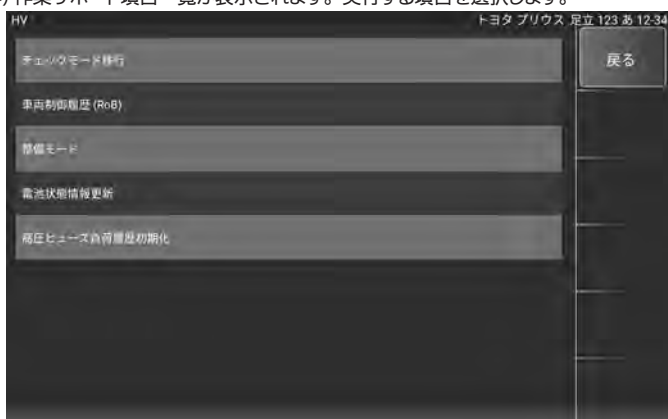 作業サポート項目一覧が表示されます。実行する項目を選択します。
HV トヨタ プリウス 足立 123 あ 12-34
チェックモード移行 戻る
車両制御履歴 (RoB)
整備モード
電池状態情報更新
高圧ヒューズ負荷履歴初期化